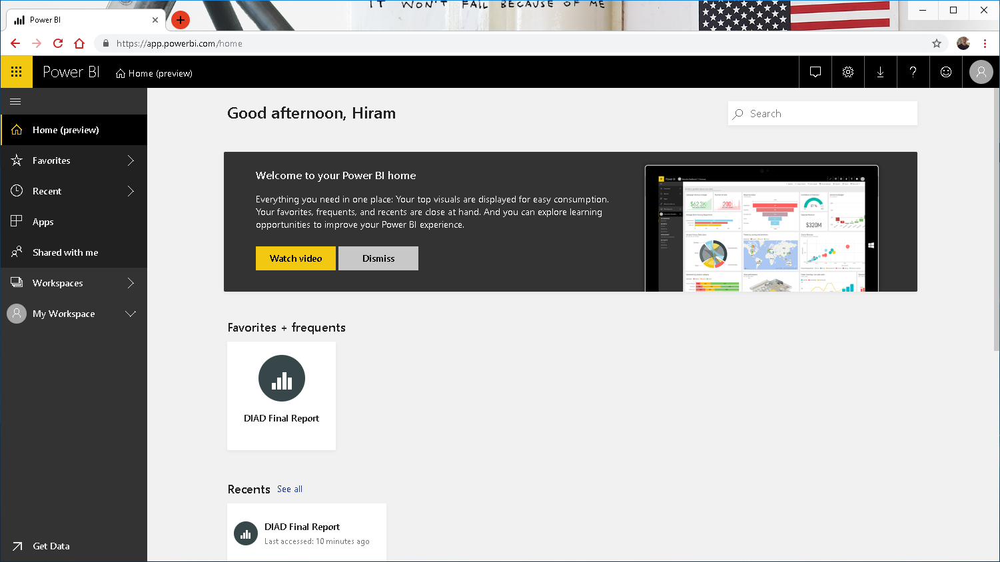 IT WON'T FAIL BECAUSE OF ME
Power BI
https://app.powerbi.com/home
Power BI
Home (preview)
Home (preview)
Favorites
Recent
Apps
Shared with me
Workspaces
My Workspace
Get Data
Good afternoon, Hiram
Search
Welcome to your Power BI home
Everything you need in one place: Your top visuals are displayed for easy consumption.
Your favorites, frequents, and recents are close at hand. And you can explore learning
opportunities to improve your Power BI experience.
Watch video
Dismiss
Power BI
$623K
200
87 %
$320M
Favorites + frequents
DIAD Final Report
Recents
See all
DIAD Final Report
Last accessed: 10 minutes ago